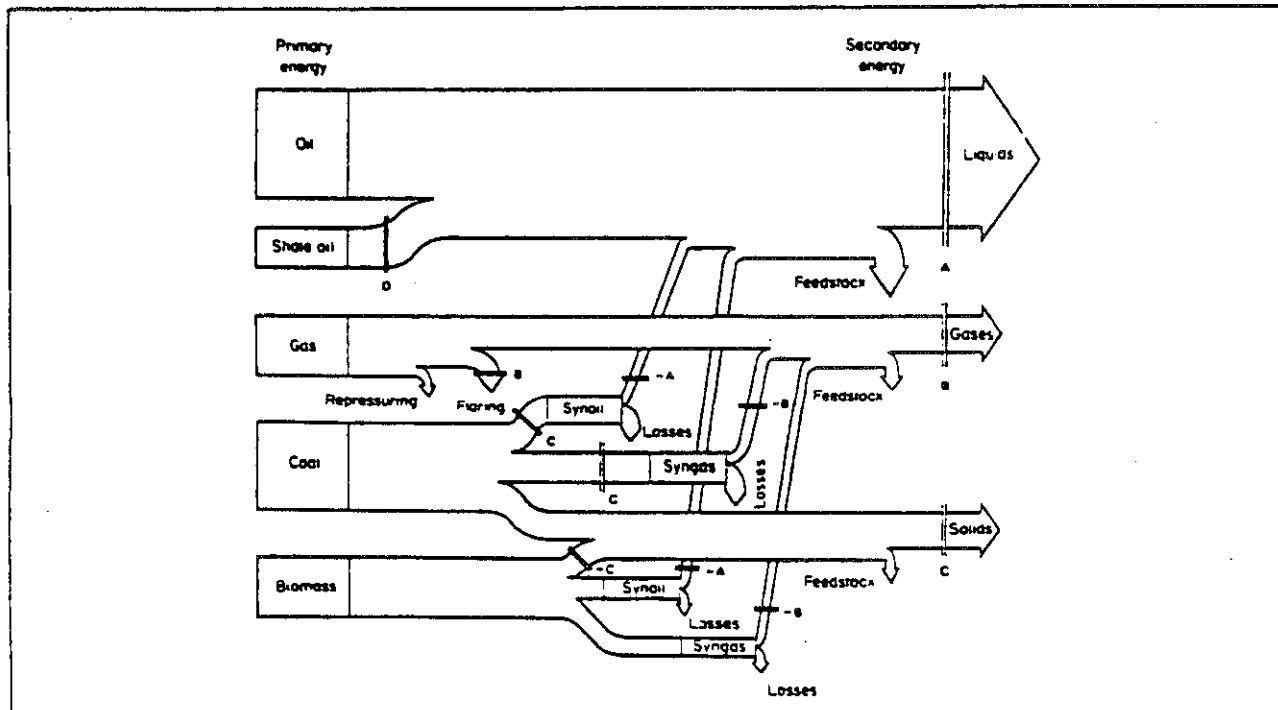 Primary
energy
Secondary
energy
Oil
Liquids
Shale oil
D
Feedstock
A
Gas
Gases
B
Repressuring
Flaring
-A
-B
Feedstock
B
Synoil
C
Losses
Coal
Syngas
Losses
C
Solids
-C
-A
Feedstock
C
Biomass
Synoil
-B
Losses
Syngas
Losses